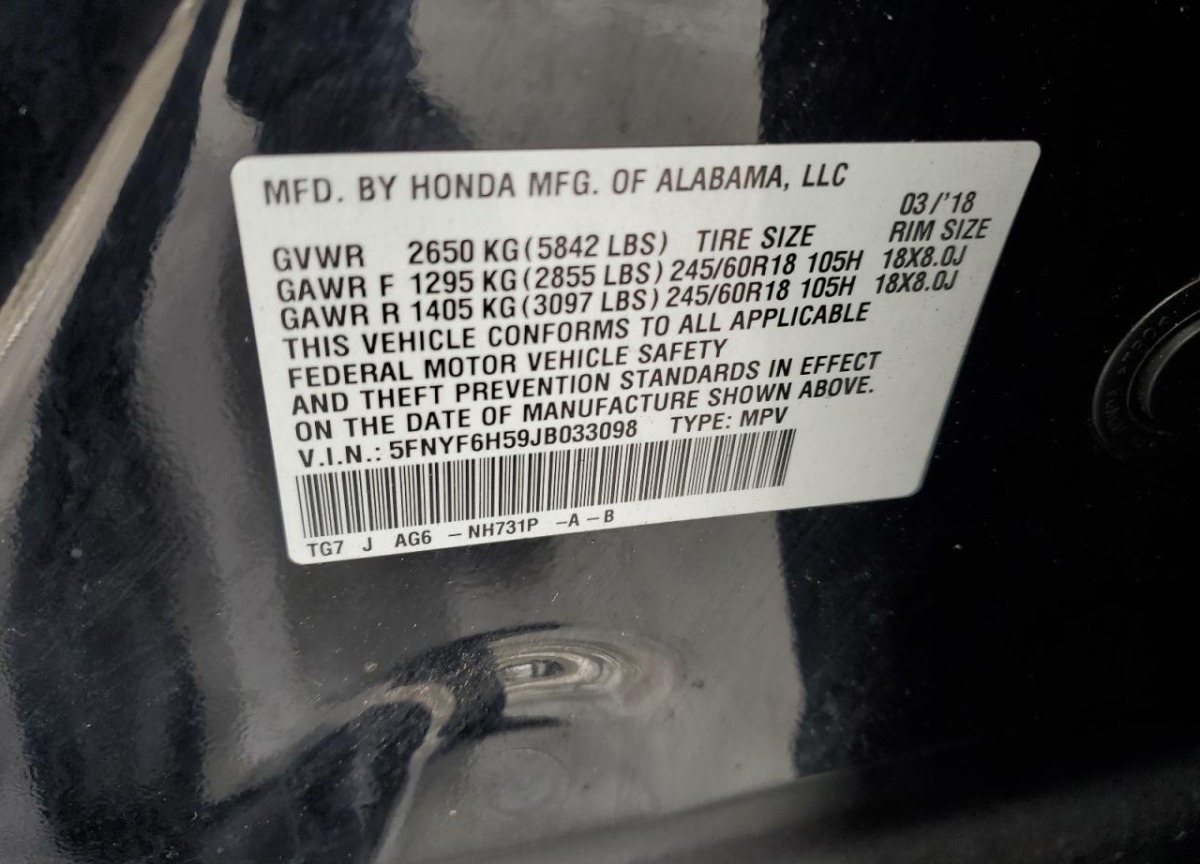 MFD. BY HONDA MFG. OF ALABAMA, LLC
03/'18
GVWR 2650 KG (5842 LBS) TIRE SIZE RIM SIZE
GAWR F 1295 KG (2855 LBS) 245/60R18 105H 18X8.0J
GAWR R 1405 KG (3097 LBS) 245/60R18 105H 18X8.0J
THIS VEHICLE CONFORMS TO ALL APPLICABLE
FEDERAL MOTOR VEHICLE SAFETY
AND THEFT PREVENTION STANDARDS IN EFFECT
ON THE DATE OF MANUFACTURE SHOWN ABOVE.
V.I.N.: 5FNYF6H59JB033098 TYPE: MPV
TG7 J AG6 – NH731P –A–B